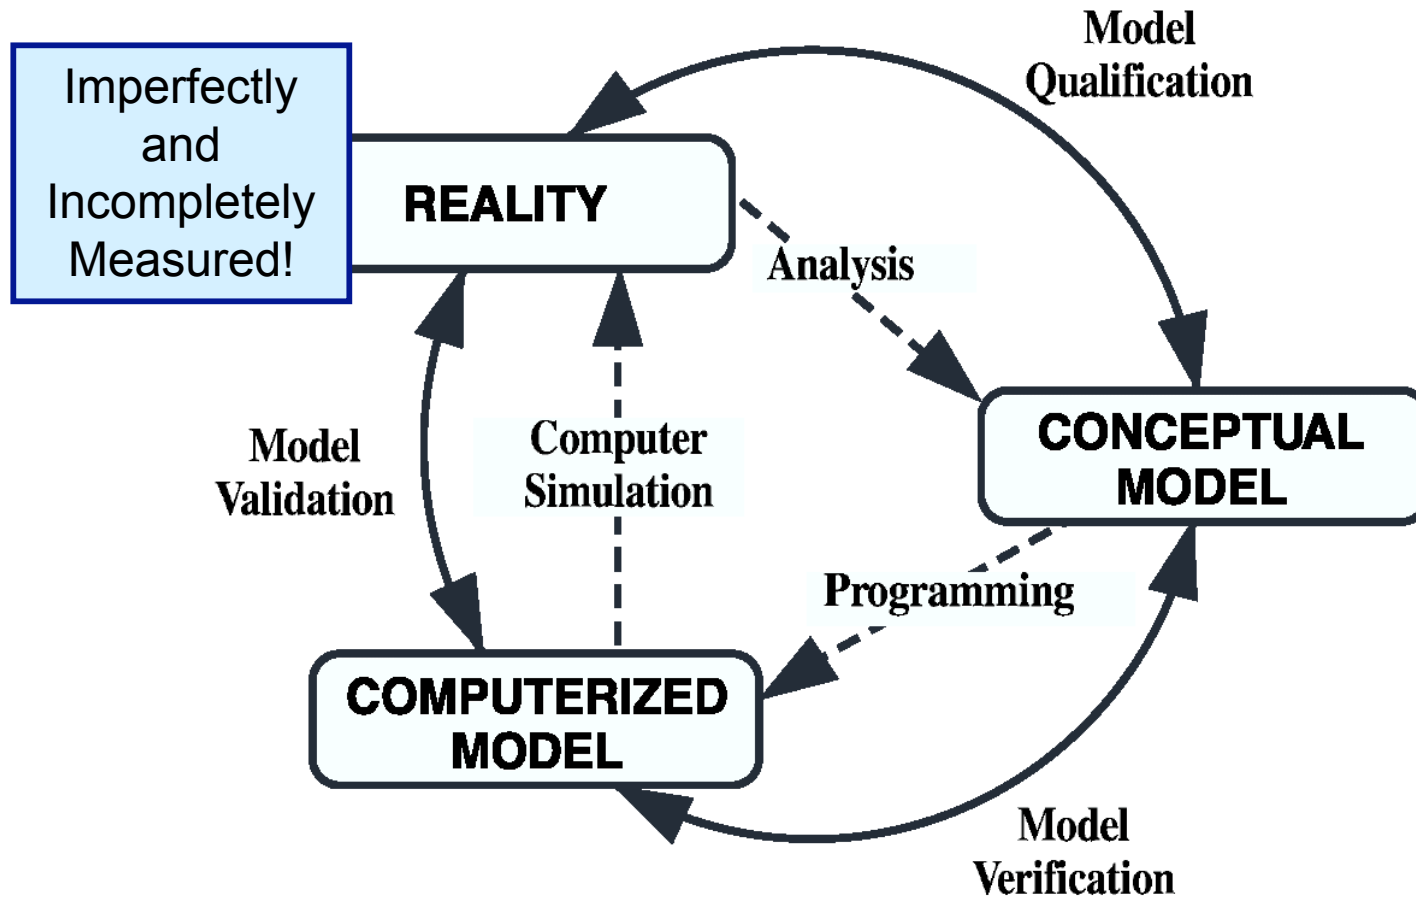 Imperfectly
and
Incompletely
Measured!
Model
Qualification
REALITY
Analysis
CONCEPTUAL
MODEL
Model
Validation
Computer
Simulation
Programming
COMPUTERIZED
MODEL
Model
Verification